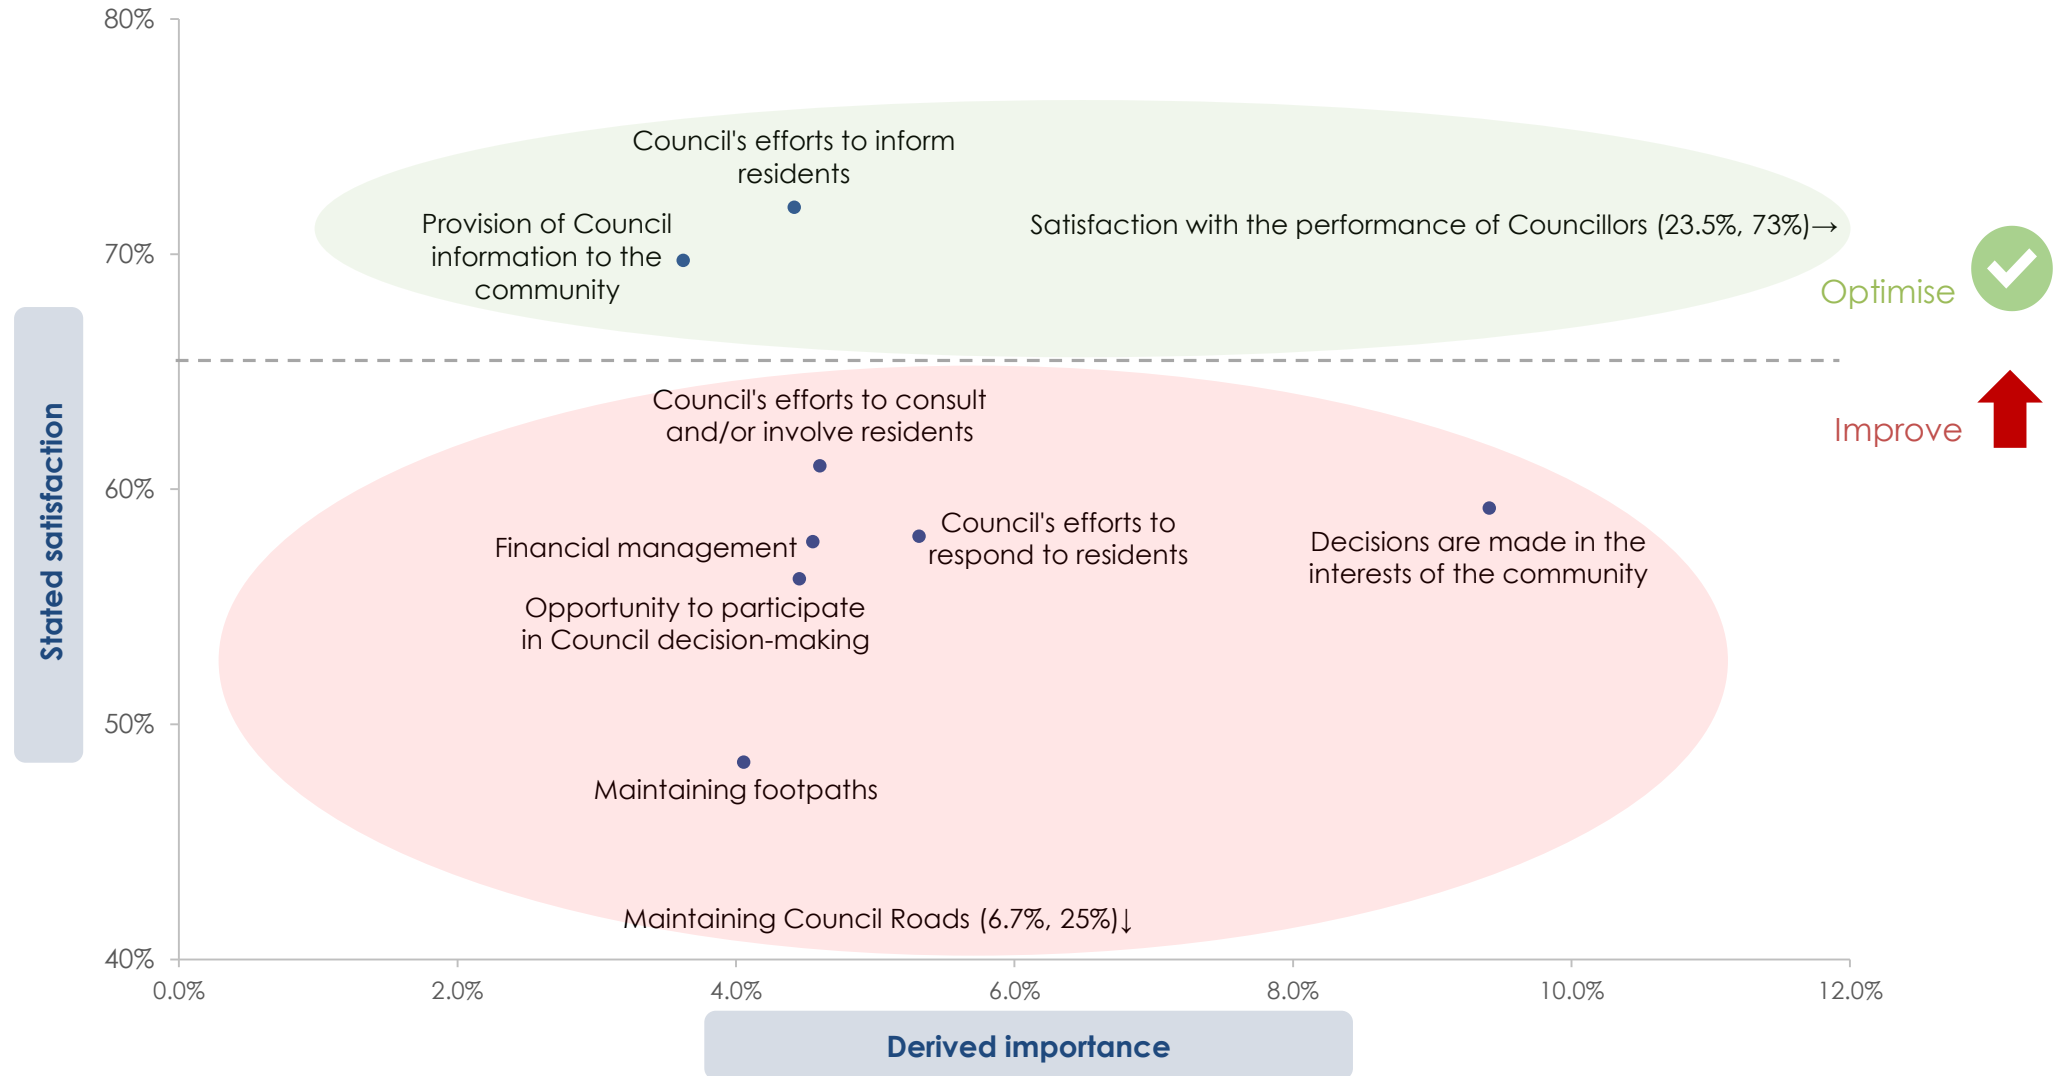 80%
Council's efforts to inform
residents
Provision of Council
information to the
community
Satisfaction with the performance of Councillors (23.5%, 73%)→
70%
Optimise
Council's efforts to consult
and/or involve residents
Improve
Stated satisfaction
60%
Council's efforts to
respond to residents
Financial management
Decisions are made in the
interests of the community
Opportunity to participate
in Council decision-making
50%
Maintaining footpaths
Maintaining Council Roads (6.7%, 25%)↓
40%
0.0%
2.0%
4.0%
6.0%
8.0%
10.0%
12.0%
Derived importance